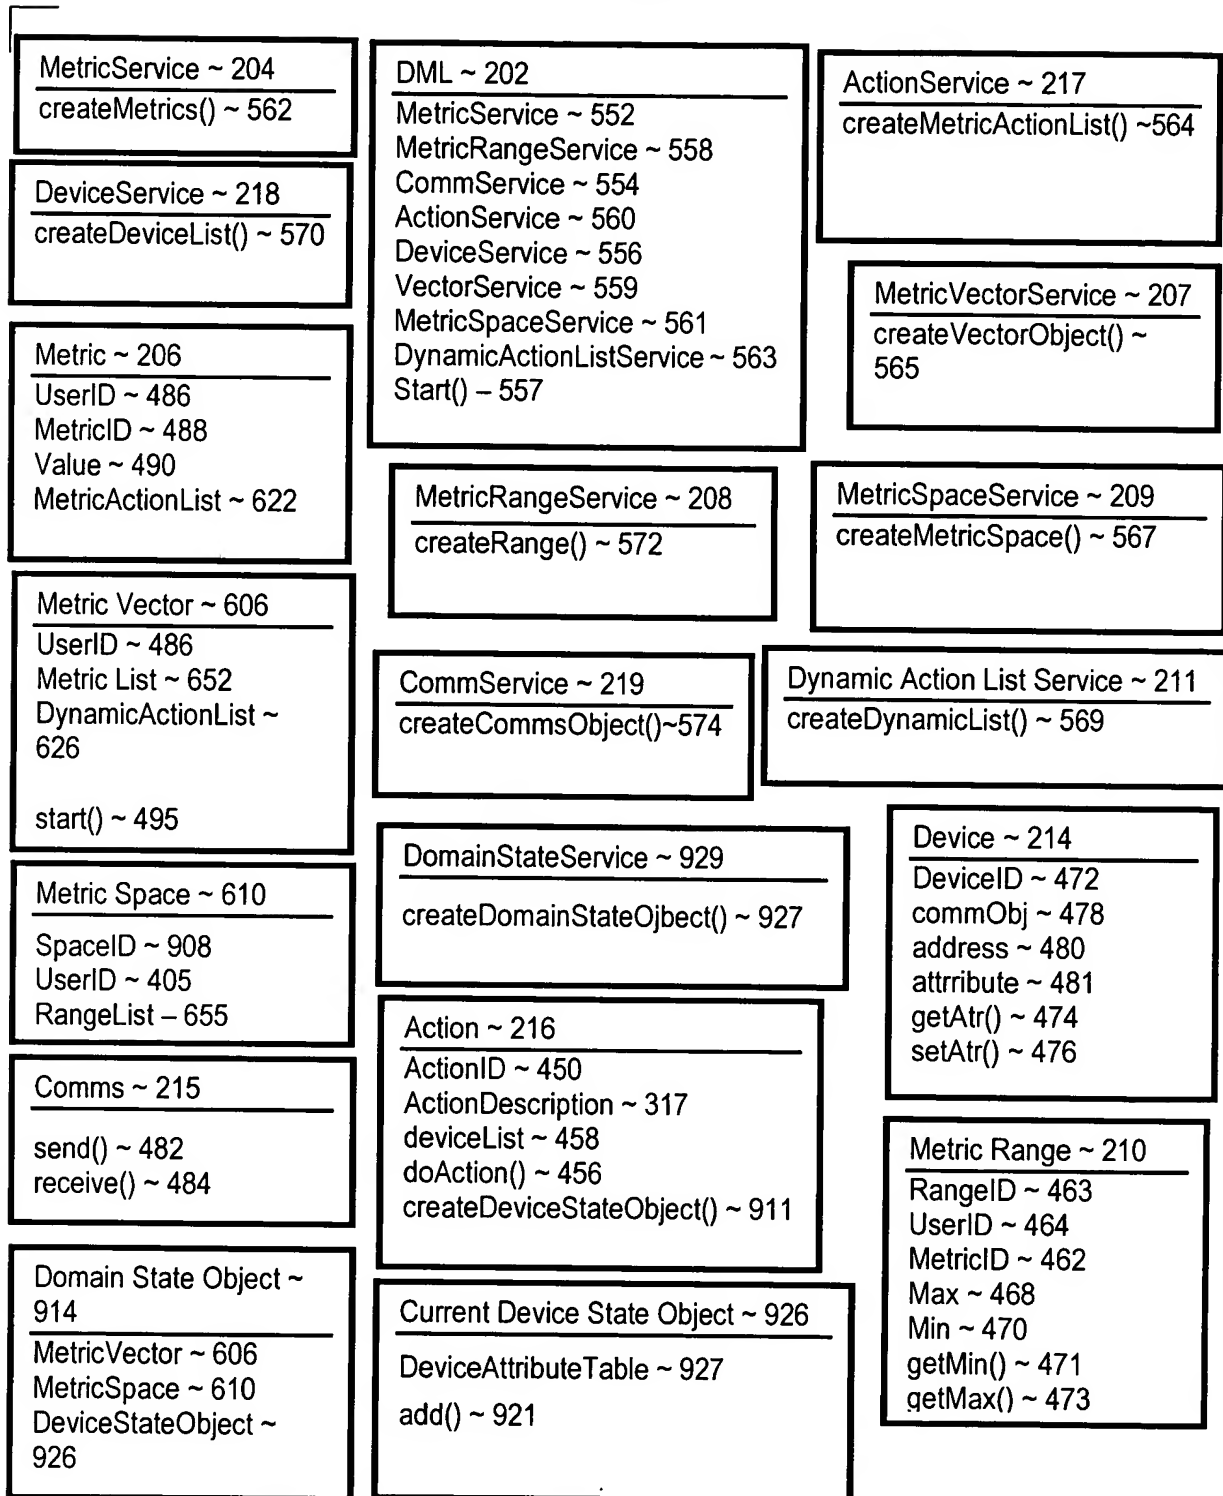 MetricService ~ 204
createMetrics() ~ 562
DeviceService ~ 218
createDeviceList() ~ 570
Metric ~ 206
UserID ~ 486
MetricID ~ 488
Value ~ 490
MetricActionList ~ 622
Metric Vector ~ 606
UserID ~ 486
Metric List ~ 652
DynamicActionList ~
626
start() ~ 495
Metric Space ~ 610
SpaceID ~ 908
UserID ~ 405
RangeList – 655
Comms ~ 215
send() ~ 482
receive() ~ 484
Domain State Object ~
914
MetricVector ~ 606
MetricSpace ~ 610
DeviceStateObject ~
926
DML ~ 202
MetricService ~ 552
MetricRangeService ~ 558
CommService ~ 554
ActionService ~ 560
DeviceService ~ 556
VectorService ~ 559
MetricSpaceService ~ 561
DynamicActionListService ~ 563
Start() – 557
MetricRangeService ~ 208
createRange() ~ 572
CommService ~ 219
createCommsObject()~574
DomainStateService ~ 929
createDomainStateOjbect() ~ 927
Action ~ 216
ActionID ~ 450
ActionDescription ~ 317
deviceList ~ 458
doAction() ~ 456
createDeviceStateObject() ~ 911
Current Device State Object ~ 926
DeviceAttributeTable ~ 927
add() ~ 921
ActionService ~ 217
createMetricActionList() ~564
MetricVectorService ~ 207
createVectorObject() ~
565
MetricSpaceService ~ 209
createMetricSpace() ~ 567
Dynamic Action List Service ~ 211
createDynamicList() ~ 569
Device ~ 214
DeviceID ~ 472
commObj ~ 478
address ~ 480
attrribute ~ 481
getAtr() ~ 474
setAtr() ~ 476
Metric Range ~ 210
RangeID ~ 463
UserID ~ 464
MetricID ~ 462
Max ~ 468
Min ~ 470
getMin() ~ 471
getMax() ~ 473